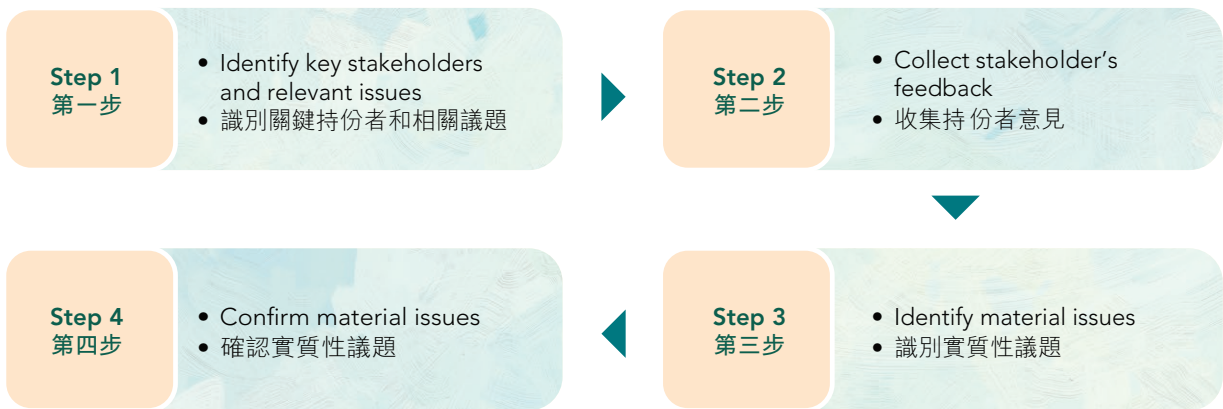 Step 1
第一步
• Identify key stakeholders
and relevant issues
• 識別關鍵持份者和相關議題
Step 2
第二步
• Collect stakeholder’s
feedback
• 收集持份者意見
Step 3
第三步
• Identify material issues
• 識別實質性議題
Step 4
第四步
• Confirm material issues
• 確認實質性議題